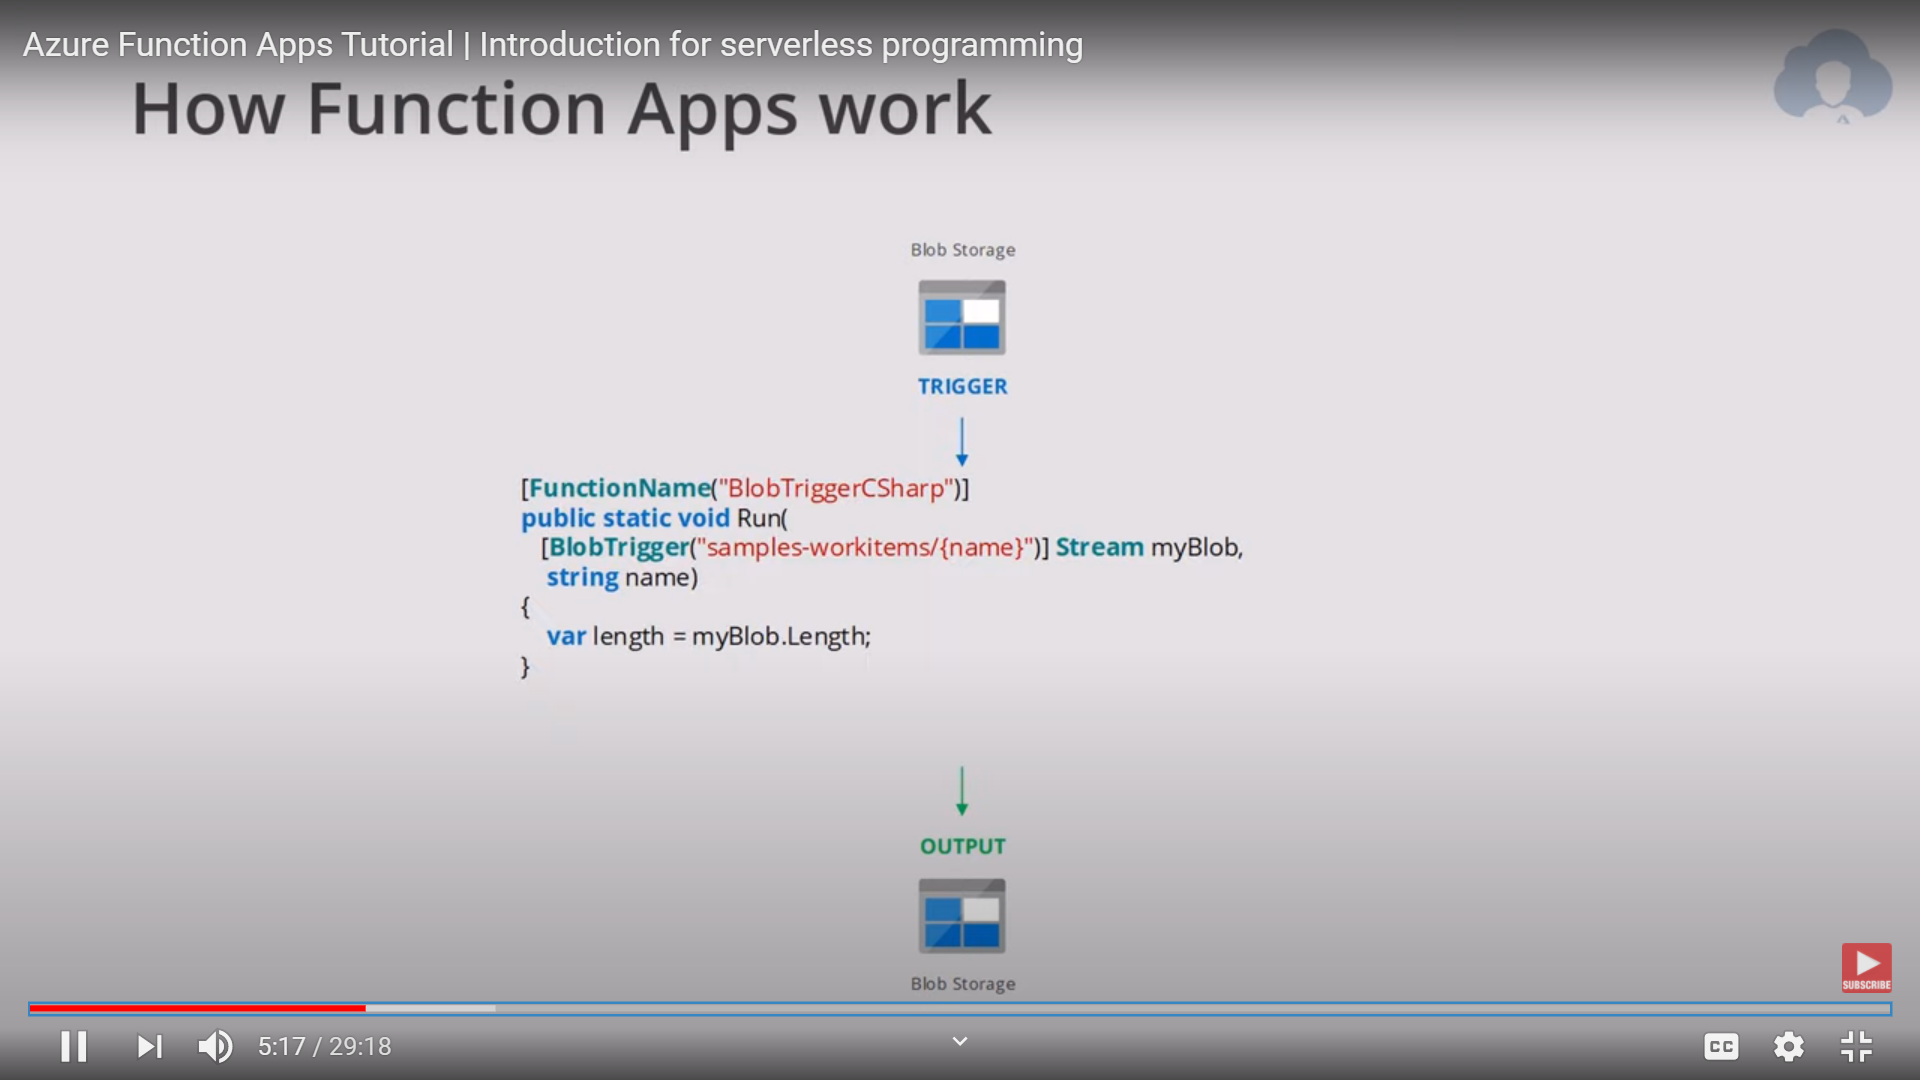 Azure Function Apps Tutorial | Introduction for serverless programming
How Function Apps work
Blob Storage
TRIGGER
[FunctionName("BlobTriggerCSharp")]
public static void Run(
[BlobTrigger("samples-workitems/{name}")] Stream myBlob,
string name)
{
var length = myBlob.Length;
}
OUTPUT
Blob Storage
SUBSCRIBE
5:17 / 29:18
CC